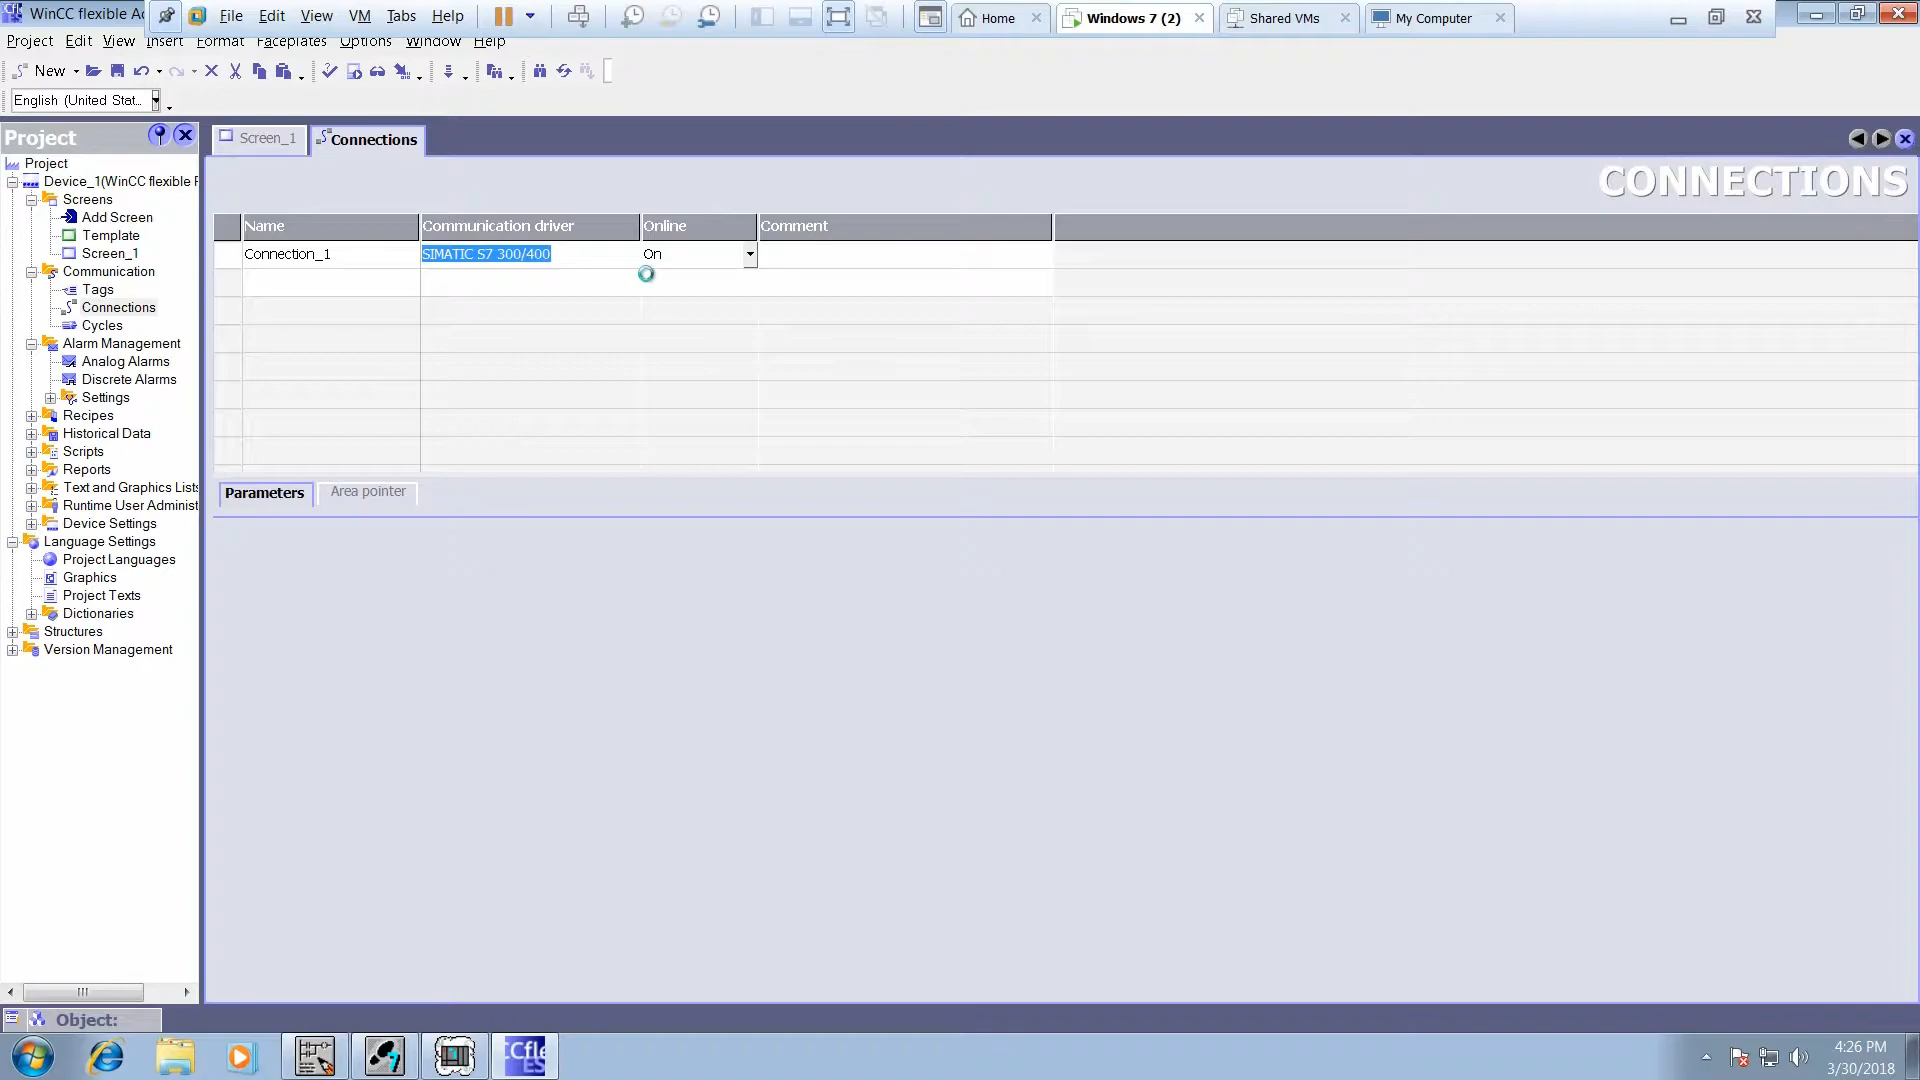 WinCC flexible Ad
File Edit View VM Tabs Help
Home
Windows 7 (2)
Shared VMs
My Computer
Project Edit View Insert Format Faceplates Options Window Help
New
English (United Stat...
Project
Screen_1
Connections
CONNECTIONS
Project
Device_1(WinCC flexible
Screens
Add Screen
Template
Screen_1
Communication
Tags
Connections
Cycles
Alarm Management
Analog Alarms
Discrete Alarms
Settings
Recipes
Historical Data
Scripts
Reports
Text and Graphics Lists
Runtime User Administ
Device Settings
Language Settings
Project Languages
Graphics
Project Texts
Dictionaries
Structures
Version Management
Name Communication driver Online Comment
Connection_1 SIMATIC S7 300/400 On
Parameters
Area pointer
Object:
CCfle
ES
4:26 PM
3/30/2018